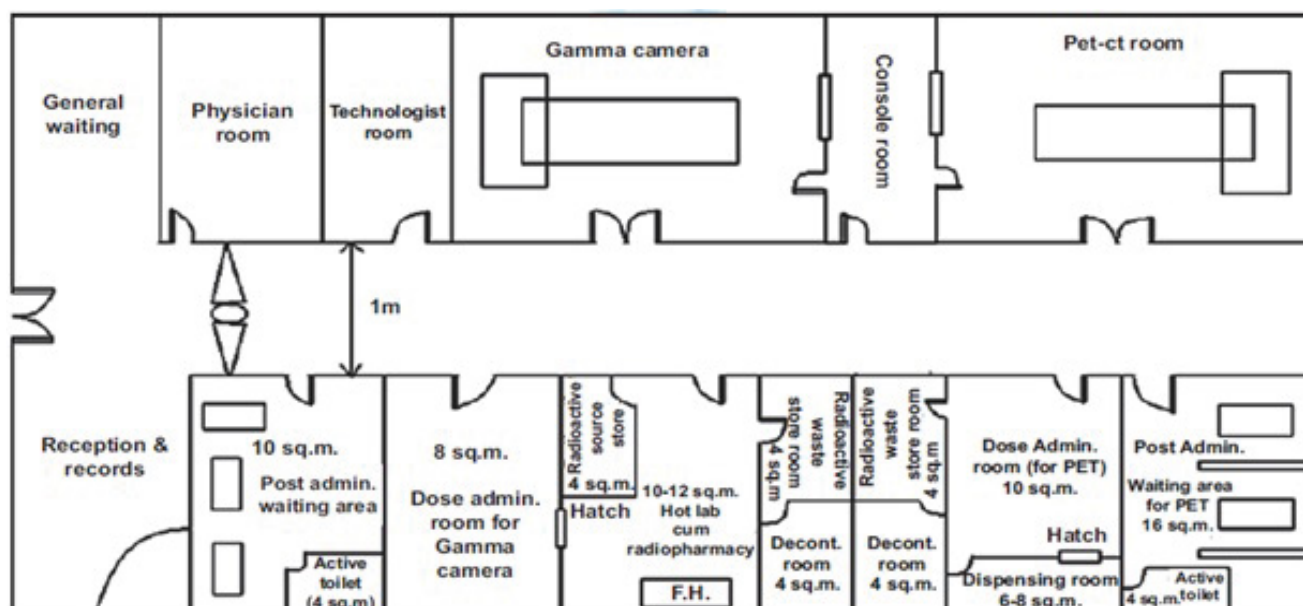 General
waiting
Physician
room
Technologist
room
Gamma camera
Console room
Pet-ct room
1m
Reception &
records
10 sq.m.
Post admin.
waiting area
Active
toilet
(4 sq.m)
8 sq.m.
Dose admin.
room for
Gamma
camera
Radioactive
source
store
4 sq.m.
Hatch
10-12 sq.m.
Hot lab
cum
radiopharmacy
F.H.
Radioactive
waste
store room
4 sq.m
Decont.
room
4 sq.m.
Radioactive
waste
store room
4 sq.m
Decont.
room
4 sq.m.
Dose Admin.
room (for PET)
10 sq.m.
Hatch
Dispensing room
6-8 sq.m.
Post Admin.
Waiting area
for PET
16 sq.m.
Active
4 sq.m. toilet